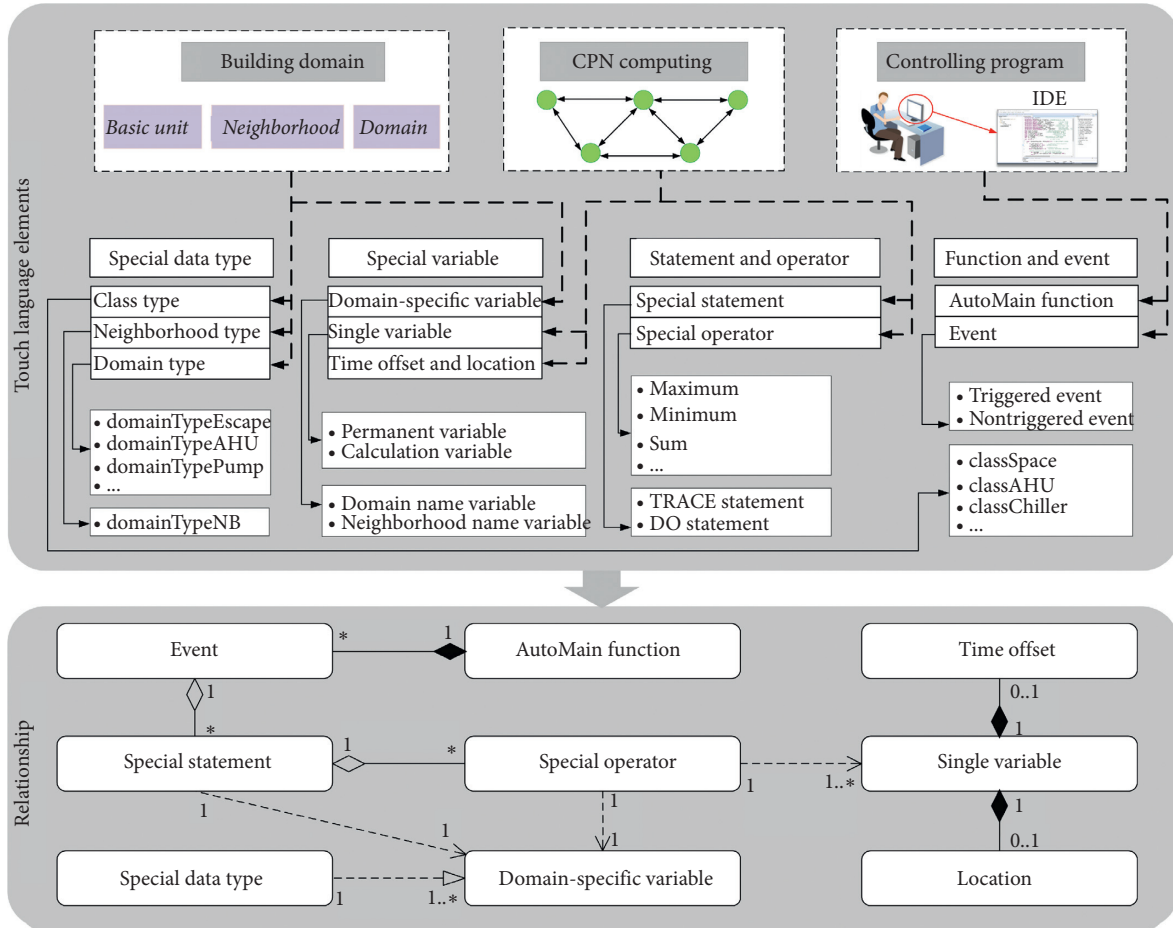 Touch language elements
Building domain
Basic unit
Neighborhood
Domain
CPN computing
Controlling program
IDE
Special data type
Class type
Neighborhood type
Domain type
• domainTypeEscape
• domainTypeAHU
• domainTypePump
• ...
• domainTypeNB
Special variable
Domain-specific variable
Single variable
Time offset and location
• Permanent variable
• Calculation variable
• Domain name variable
• Neighborhood name variable
Statement and operator
Special statement
Special operator
• Maximum
• Minimum
• Sum
• ...
• TRACE statement
• DO statement
Function and event
AutoMain function
Event
• Triggered event
• Nontriggered event
• classSpace
• classAHU
• classChiller
• ...
Relationship
Event
*
1
AutoMain function
Time offset
1
0..1
*
1
Special statement
1
*
Special operator
1
1..*
Single variable
1
1
1
1
1
0..1
Special data type
1
1..*
Domain-specific variable
Location